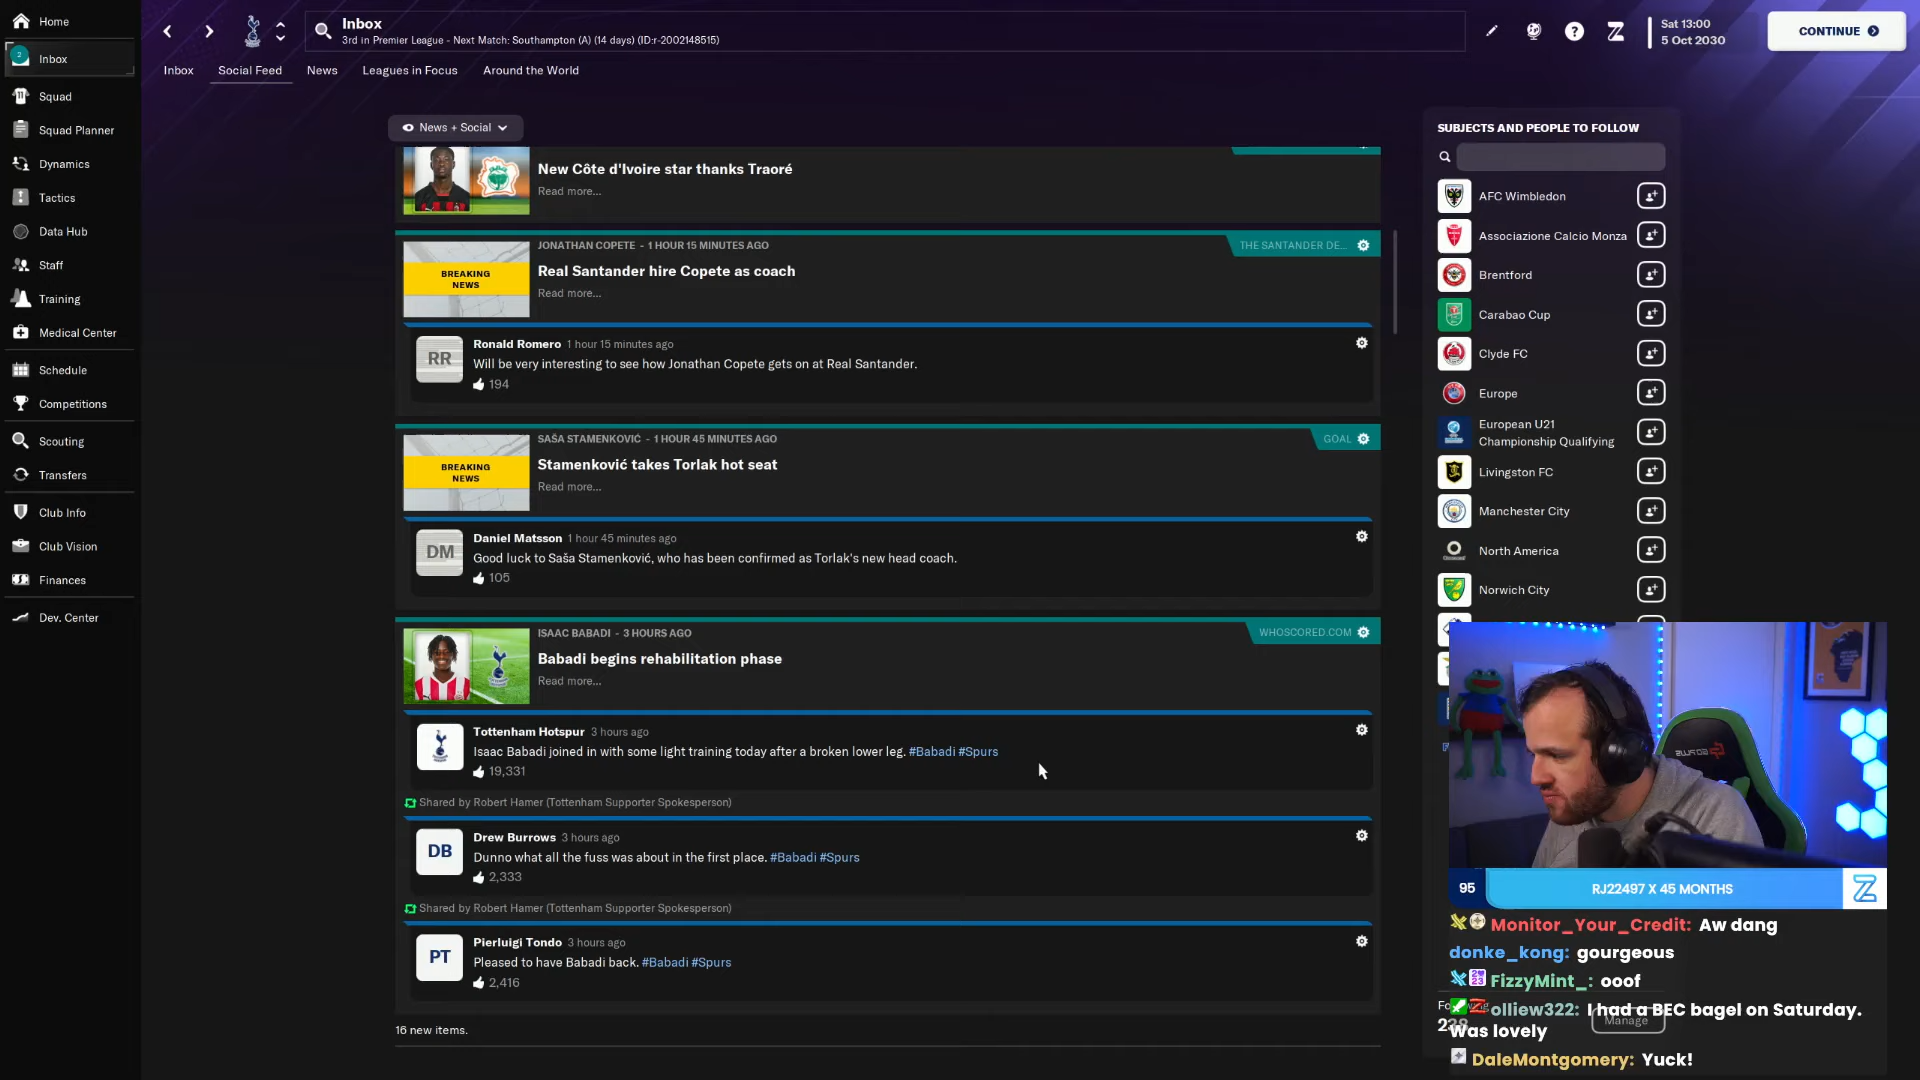 Home
2
Inbox
Squad
Squad Planner
Dynamics
Tactics
Data Hub
Staff
Training
Medical Center
Schedule
Competitions
Scouting
Transfers
Club Info
Club Vision
Finances
Dev. Center
Inbox
3rd in Premier League - Next Match: Southampton (A) (14 days) (ID:r-2002148515)
Sat 13:00
5 Oct 2030
CONTINUE
Inbox
Social Feed
News
Leagues in Focus
Around the World
News + Social
New Côte d'Ivoire star thanks Traoré
Read more...
BREAKING
NEWS
JONATHAN COPETE - 1 HOUR 15 MINUTES AGO
THE SANTANDER DE...
Real Santander hire Copete as coach
Read more...
RR
Ronald Romero 1 hour 15 minutes ago
Will be very interesting to see how Jonathan Copete gets on at Real Santander.
194
BREAKING
NEWS
SAŠA STAMENKOVIĆ - 1 HOUR 45 MINUTES AGO
GOAL
Stamenković takes Torlak hot seat
Read more...
DM
Daniel Matsson 1 hour 45 minutes ago
Good luck to Saša Stamenković, who has been confirmed as Torlak's new head coach.
105
ISAAC BABADI - 3 HOURS AGO
WHOSCORED.COM
Babadi begins rehabilitation phase
Read more...
Tottenham Hotspur 3 hours ago
Isaac Babadi joined in with some light training today after a broken lower leg. #Babadi #Spurs
19,331
Shared by Robert Hamer (Tottenham Supporter Spokesperson)
DB
Drew Burrows 3 hours ago
Dunno what all the fuss was about in the first place. #Babadi #Spurs
2,333
Shared by Robert Hamer (Tottenham Supporter Spokesperson)
PT
Pierluigi Tondo 3 hours ago
Pleased to have Babadi back. #Babadi #Spurs
2,416
16 new items.
SUBJECTS AND PEOPLE TO FOLLOW
AFC Wimbledon
Associazione Calcio Monza
Brentford
Carabao Cup
Clyde FC
Europe
European U21
Championship Qualifying
Livingston FC
Manchester City
North America
Norwich City
95
RJ22497 X 45 MONTHS
Monitor_Your_Credit: Aw dang
donke_kong: gourgeous
FizzyMint_: ooof
olliew322: I had a BEC bagel on Saturday.
Was lovely
Manage
DaleMontgomery: Yuck!